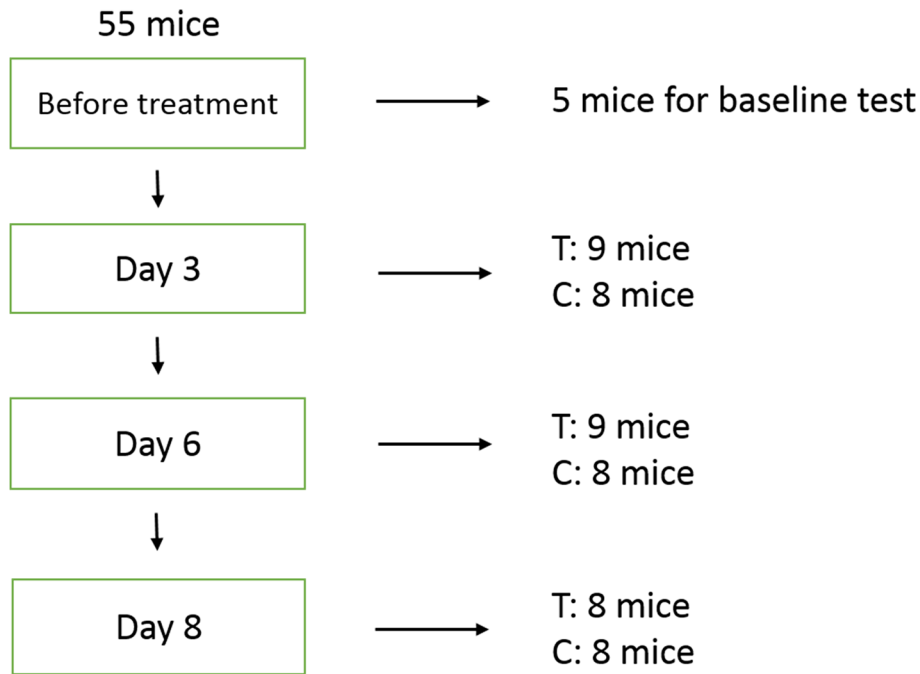 55 mice
Before treatment
5 mice for baseline test
Day 3
T: 9 mice
C: 8 mice
Day 6
T: 9 mice
C: 8 mice
Day 8
T: 8 mice
C: 8 mice